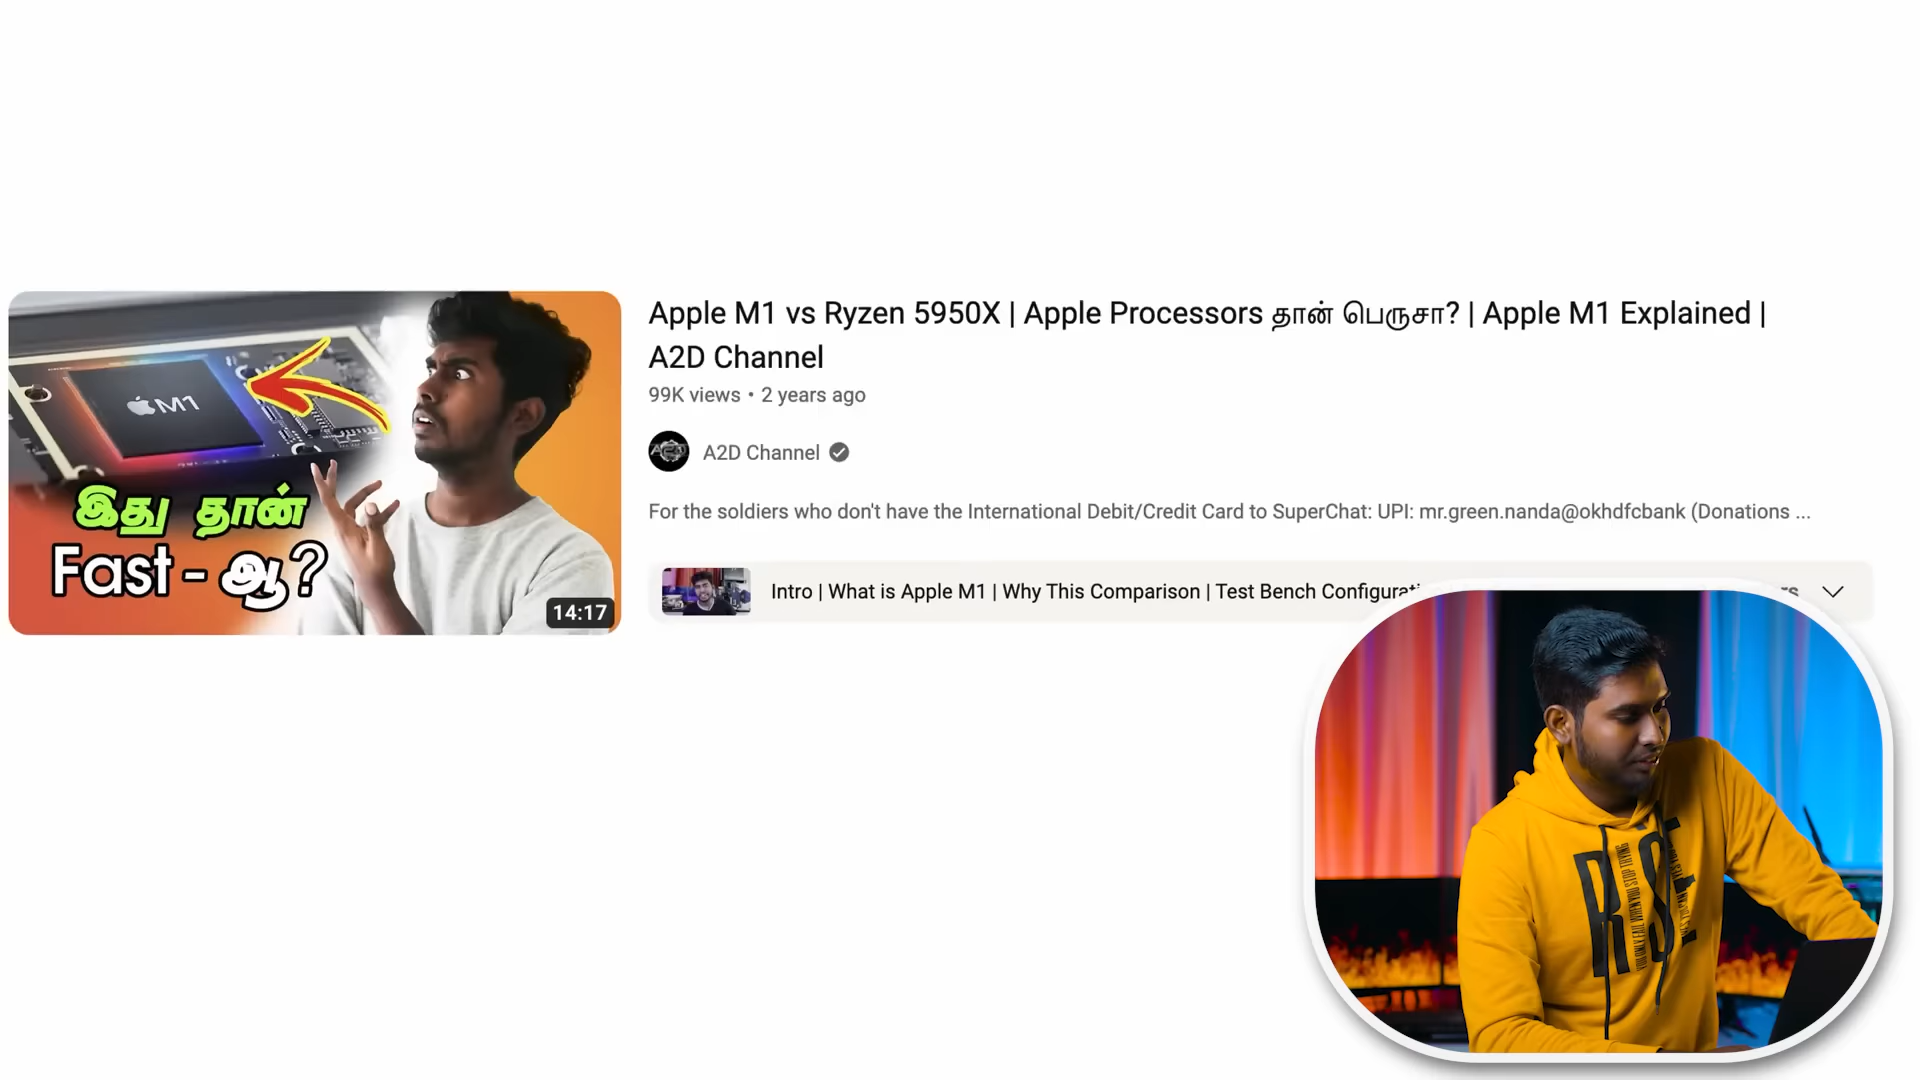 Apple M1 vs Ryzen 5950X | Apple Processors தான் பெருசா? | Apple M1 Explained |
A2D Channel
99K views • 2 years ago
A2D
A2D Channel
For the soldiers who don't have the International Debit/Credit Card to SuperChat: UPI: mr.green.nanda@okhdfcbank (Donations ...
Intro | What is Apple M1 | Why This Comparison | Test Bench
M1
இது தான்
Fast - ஆ?
14:17